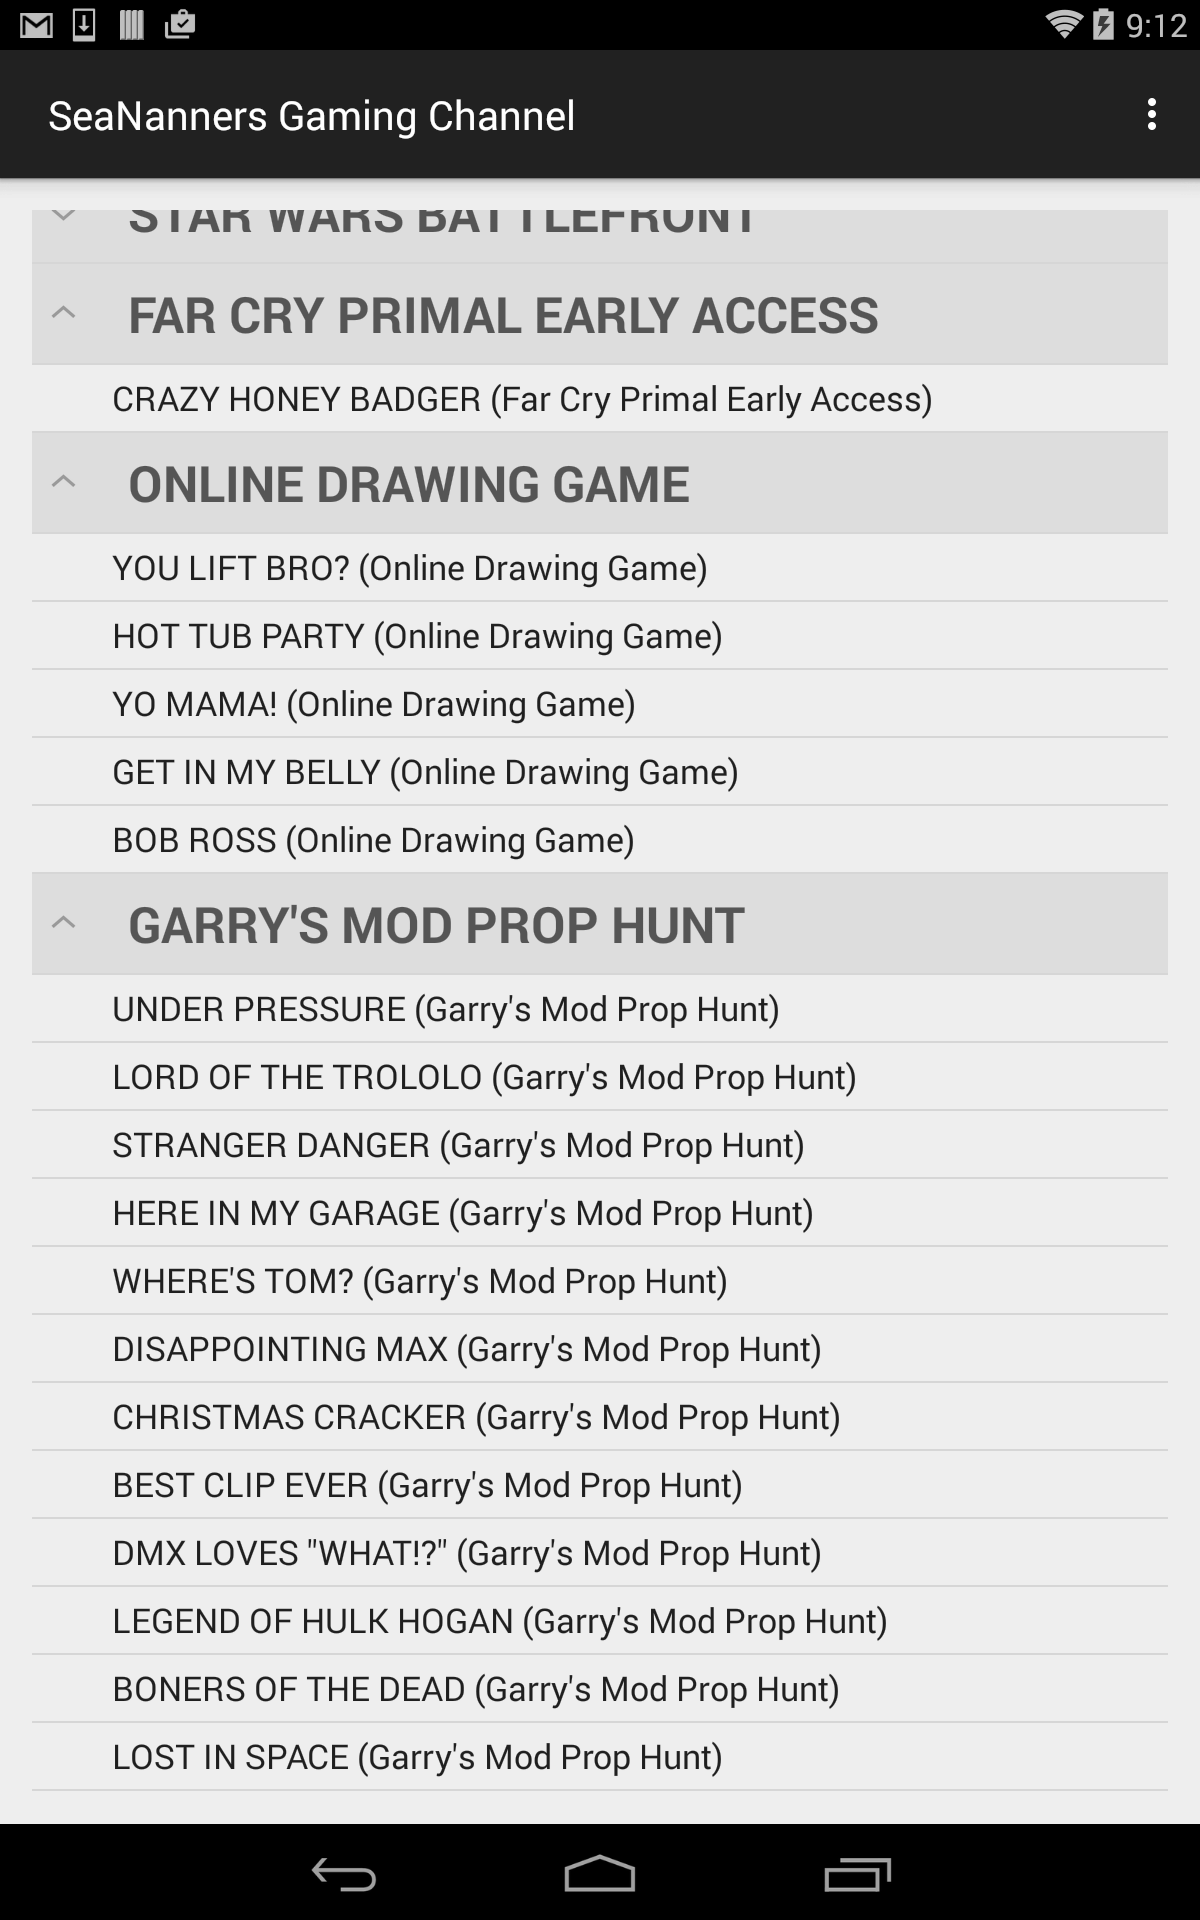 9:12
SeaNanners Gaming Channel
STAR WARS BATTLEFRONT
FAR CRY PRIMAL EARLY ACCESS
CRAZY HONEY BADGER (Far Cry Primal Early Access)
ONLINE DRAWING GAME
YOU LIFT BRO? (Online Drawing Game)
HOT TUB PARTY (Online Drawing Game)
YO MAMA! (Online Drawing Game)
GET IN MY BELLY (Online Drawing Game)
BOB ROSS (Online Drawing Game)
GARRY'S MOD PROP HUNT
UNDER PRESSURE (Garry's Mod Prop Hunt)
LORD OF THE TROLOLO (Garry's Mod Prop Hunt)
STRANGER DANGER (Garry's Mod Prop Hunt)
HERE IN MY GARAGE (Garry's Mod Prop Hunt)
WHERE'S TOM? (Garry's Mod Prop Hunt)
DISAPPOINTING MAX (Garry's Mod Prop Hunt)
CHRISTMAS CRACKER (Garry's Mod Prop Hunt)
BEST CLIP EVER (Garry's Mod Prop Hunt)
DMX LOVES "WHAT!?" (Garry's Mod Prop Hunt)
LEGEND OF HULK HOGAN (Garry's Mod Prop Hunt)
BONERS OF THE DEAD (Garry's Mod Prop Hunt)
LOST IN SPACE (Garry's Mod Prop Hunt)